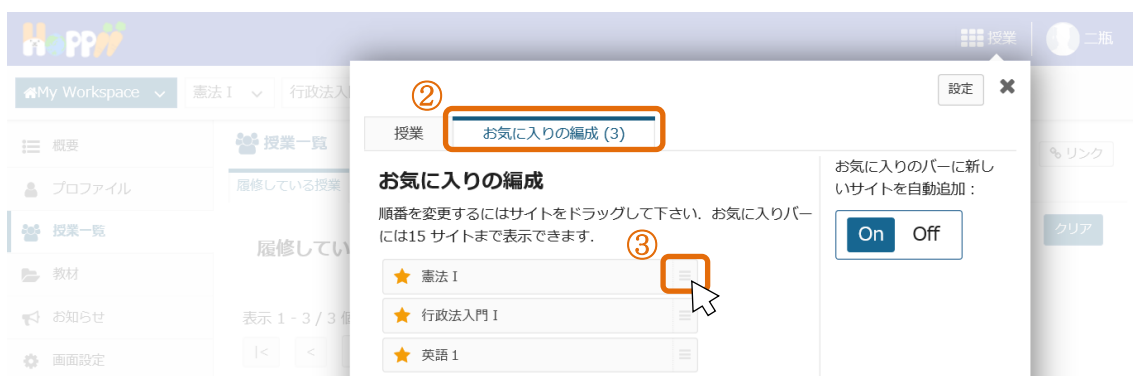 Hoppii
授業
二瓶
My Workspace
憲法 I
行政法入
設定
②
授業
お気に入りの編成 (3)
概要
プロファイル
授業一覧
教材
お知らせ
画面設定
授業一覧
リンク
履修している授業
クリア
履修してい
表示 1 - 3 / 3 個
|<
<
お気に入りの編成
順番を変更するにはサイトをドラッグして下さい. お気に入りバー
には15 サイトまで表示できます.
③
憲法 I
行政法入門 I
英語 1
お気に入りのバーに新し
いサイトを自動追加 :
On Off